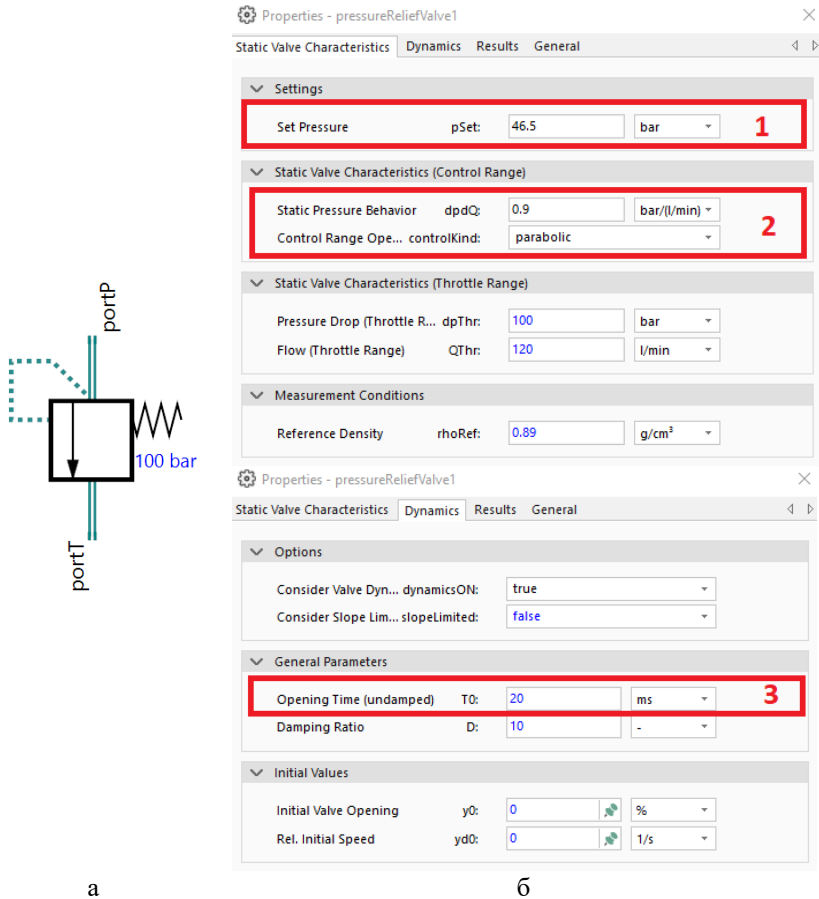 Properties - pressureReliefValve1
Static Valve Characteristics Dynamics Results General
Settings
Set Pressure pSet: 46.5 bar 1
Static Valve Characteristics (Control Range)
Static Pressure Behavior dpdQ: 0.9 bar/(l/min) 2
Control Range Ope... controlKind: parabolic
Static Valve Characteristics (Throttle Range)
Pressure Drop (Throttle R... dpThr: 100 bar
Flow (Throttle Range) QThr: 120 l/min
Measurement Conditions
Reference Density rhoRef: 0.89 g/cm³
portP
100 bar
portT
Properties - pressureReliefValve1
Static Valve Characteristics Dynamics Results General
Options
Consider Valve Dyn... dynamicsON: true
Consider Slope Lim... slopeLimited: false
General Parameters
Opening Time (undamped) T0: 20 ms 3
Damping Ratio D: 10 -
Initial Values
Initial Valve Opening y0: 0 %
Rel. Initial Speed yd0: 0 1/s
а б